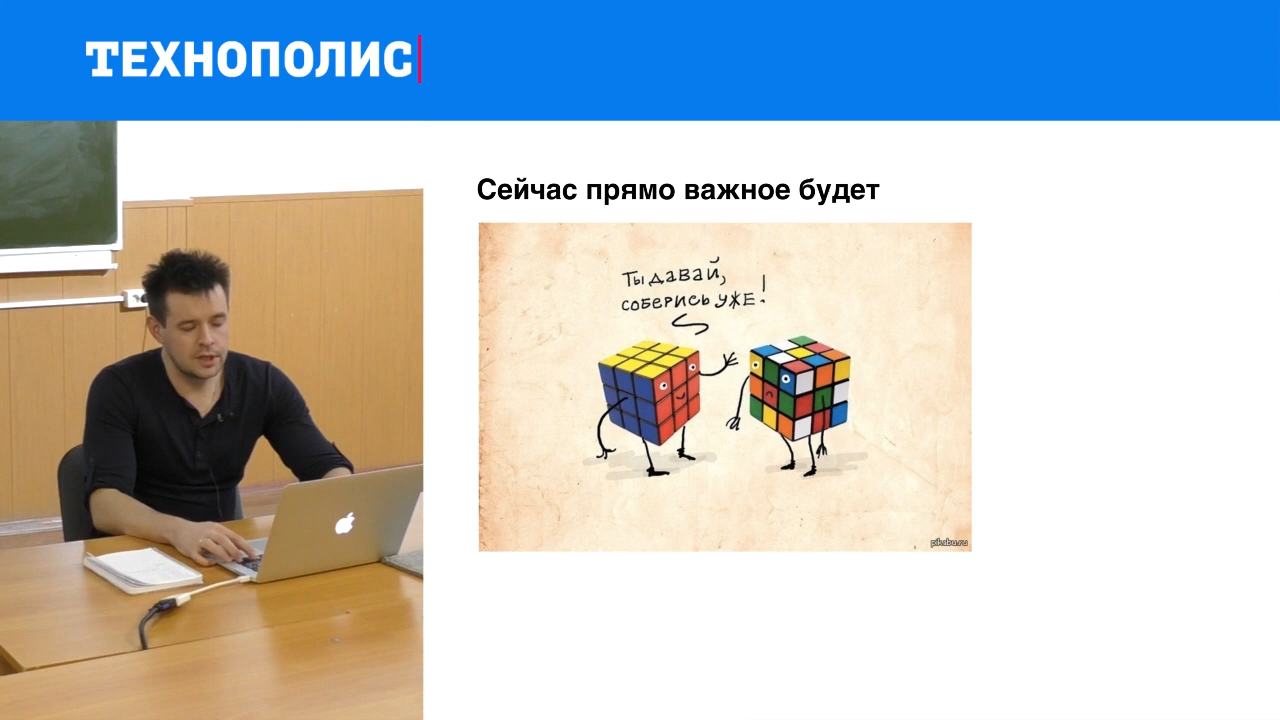 ТЕХНОПОЛИС
Сейчас прямо важное будет
Ты давай,
соберись уже!
pikabu.ru